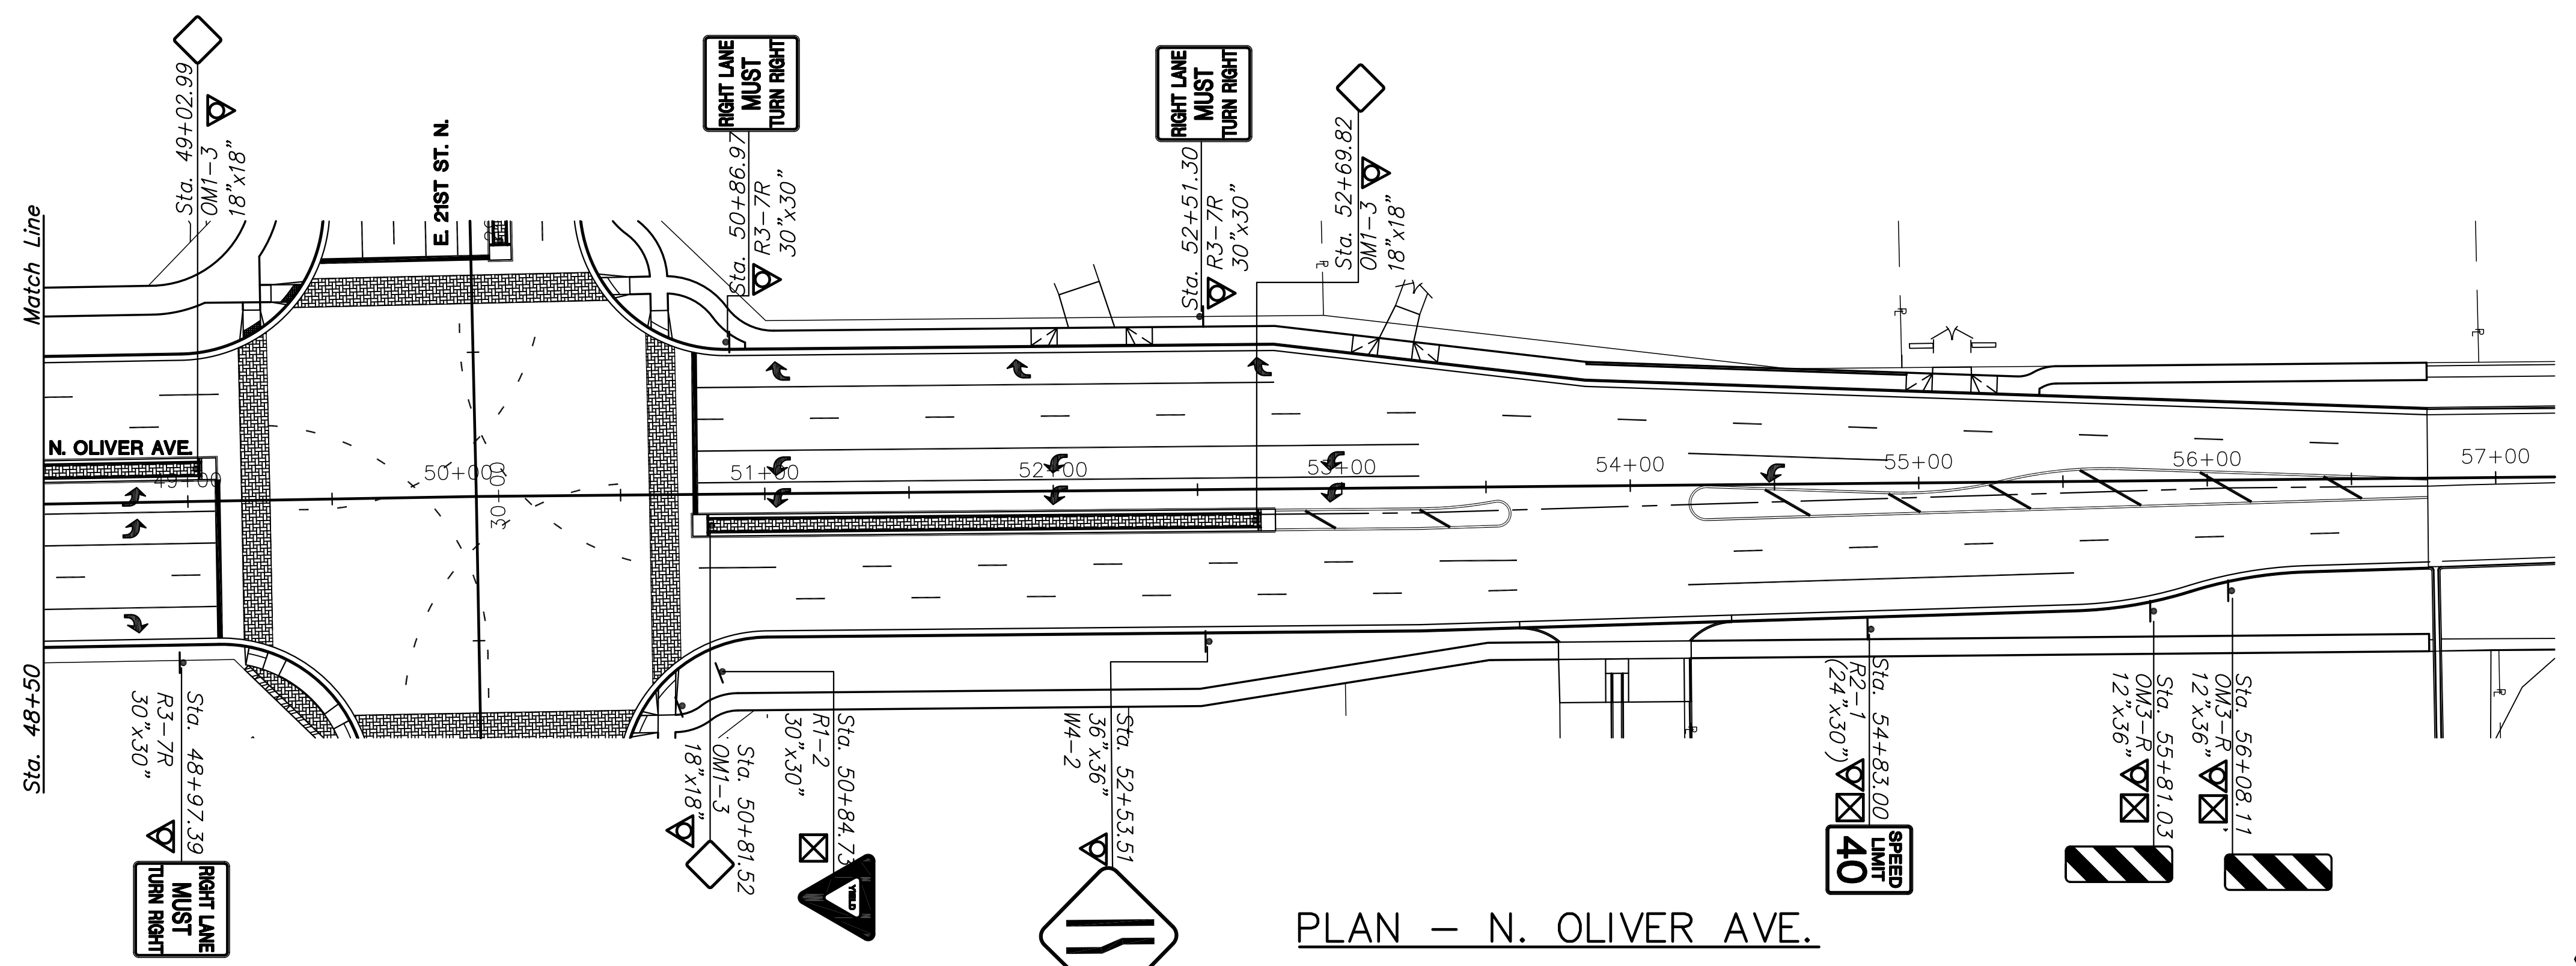 Sta. 49+02.99
OM1-3
18"x18"
E. 21ST ST. N.
RIGHT LANE
MUST
TURN RIGHT
Sta. 50+86.97
R3-7R
30"x30"
RIGHT LANE
MUST
TURN RIGHT
Sta. 52+51.30
R3-7R
30"x30"
Sta. 52+69.82
OM1-3
18"x18"
Match Line
Sta. 48+50
N. OLIVER AVE.
49+00
50+00
30+00
51+00
52+00
53+00
54+00
55+00
56+00
57+00
Sta. 48+97.39
R3-7R
30"x30"
RIGHT LANE
MUST
TURN RIGHT
Sta. 50+81.52
OM1-3
18"x18"
Sta. 50+84.73
R1-2
30"x30"
YIELD
Sta. 52+53.51
36"x36"
W4-2
Sta. 54+83.00
R2-1
(24"x30")
SPEED
LIMIT
40
Sta. 55+81.03
OM3-R
12"x36"
Sta. 56+08.11
OM3-R
12"x36"
PLAN - N. OLIVER AVE.